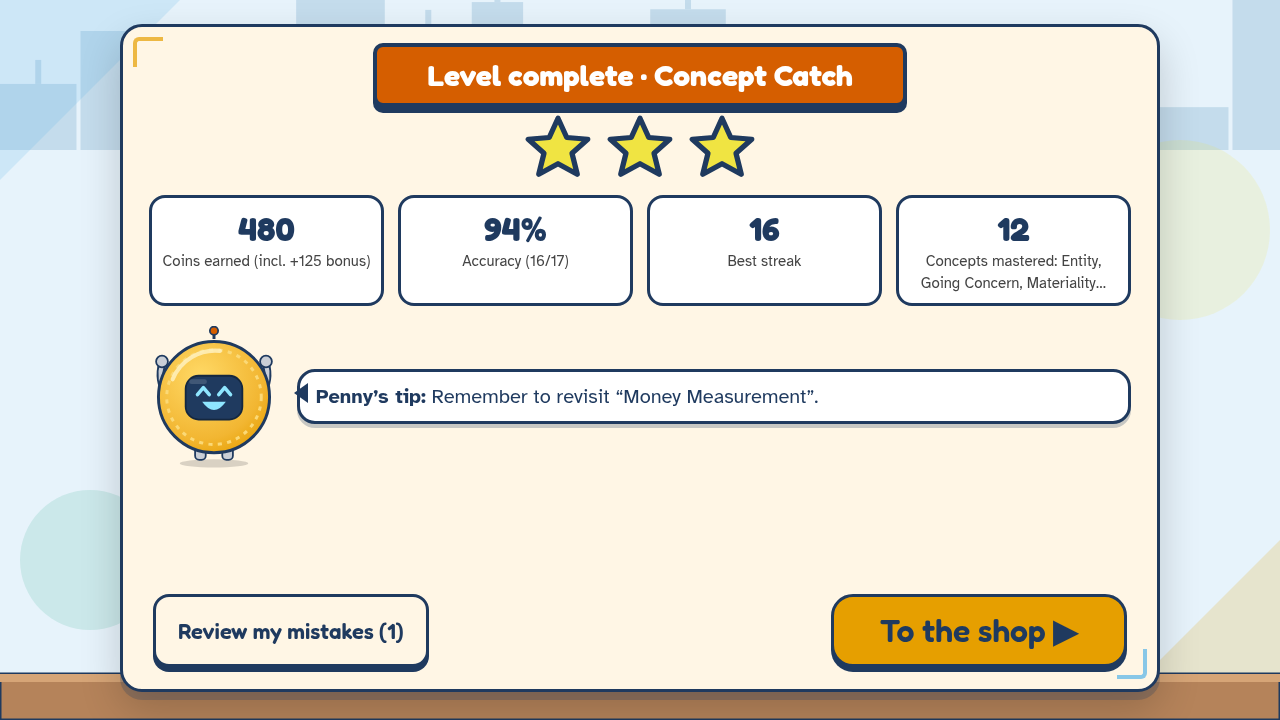 Level complete · Concept Catch
480
Coins earned (incl. +125 bonus)
94%
Accuracy (16/17)
16
Best streak
12
Concepts mastered: Entity,
Going Concern, Materiality...
Penny’s tip: Remember to revisit “Money Measurement”.
Review my mistakes (1)
To the shop ▶